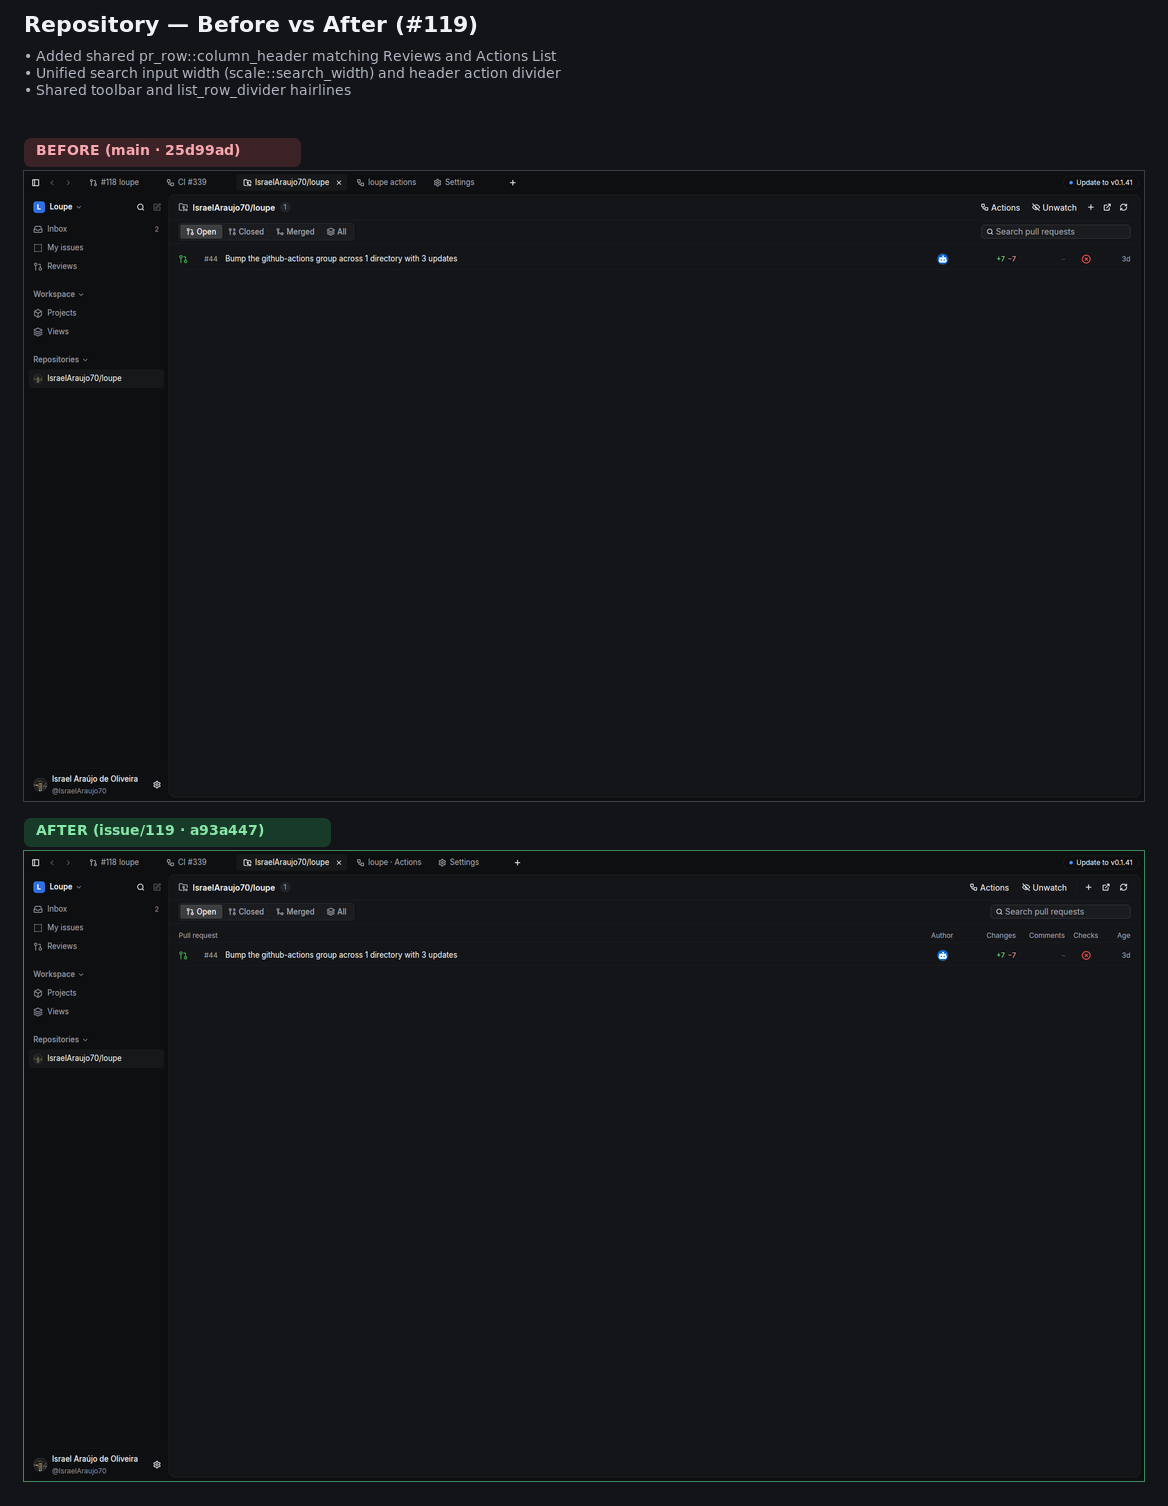 Repository — Before vs After (#119)
• Added shared pr_row::column_header matching Reviews and Actions List
• Unified search input width (scale::search_width) and header action divider
• Shared toolbar and list_row_divider hairlines
BEFORE (main · 25d99ad)
#118 loupe CI #339 IsraelAraujo70/loupe × loupe actions Settings + Update to v0.1.41
L Loupe
IsraelAraujo70/loupe 1 Actions Unwatch +
Inbox 2
Open Closed Merged All Search pull requests
My issues
#44 Bump the github-actions group across 1 directory with 3 updates +7 −7 – 3d
Reviews
Workspace
Projects
Views
Repositories
IsraelAraujo70/loupe
Israel Araújo de Oliveira
@IsraelAraujo70
AFTER (issue/119 · a93a447)
#118 loupe CI #339 IsraelAraujo70/loupe × loupe · Actions Settings + Update to v0.1.41
L Loupe
IsraelAraujo70/loupe 1 Actions Unwatch +
Inbox 2
Open Closed Merged All Search pull requests
My issues
Pull request Author Changes Comments Checks Age
Reviews
#44 Bump the github-actions group across 1 directory with 3 updates +7 −7 – 3d
Workspace
Projects
Views
Repositories
IsraelAraujo70/loupe
Israel Araújo de Oliveira
@IsraelAraujo70